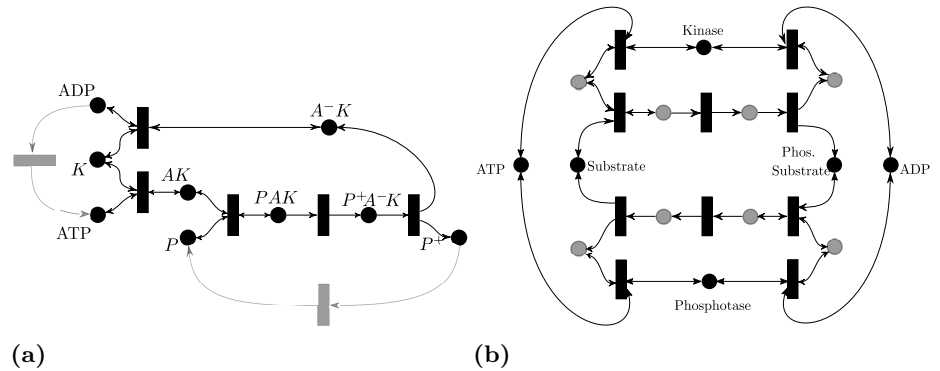 ADP
A⁻K
K
AK
PAK
P⁺A⁻K
ATP
P
P⁺
(a)
Kinase
ATP
Substrate
Phos.
Substrate
ADP
Phosphotase
(b)